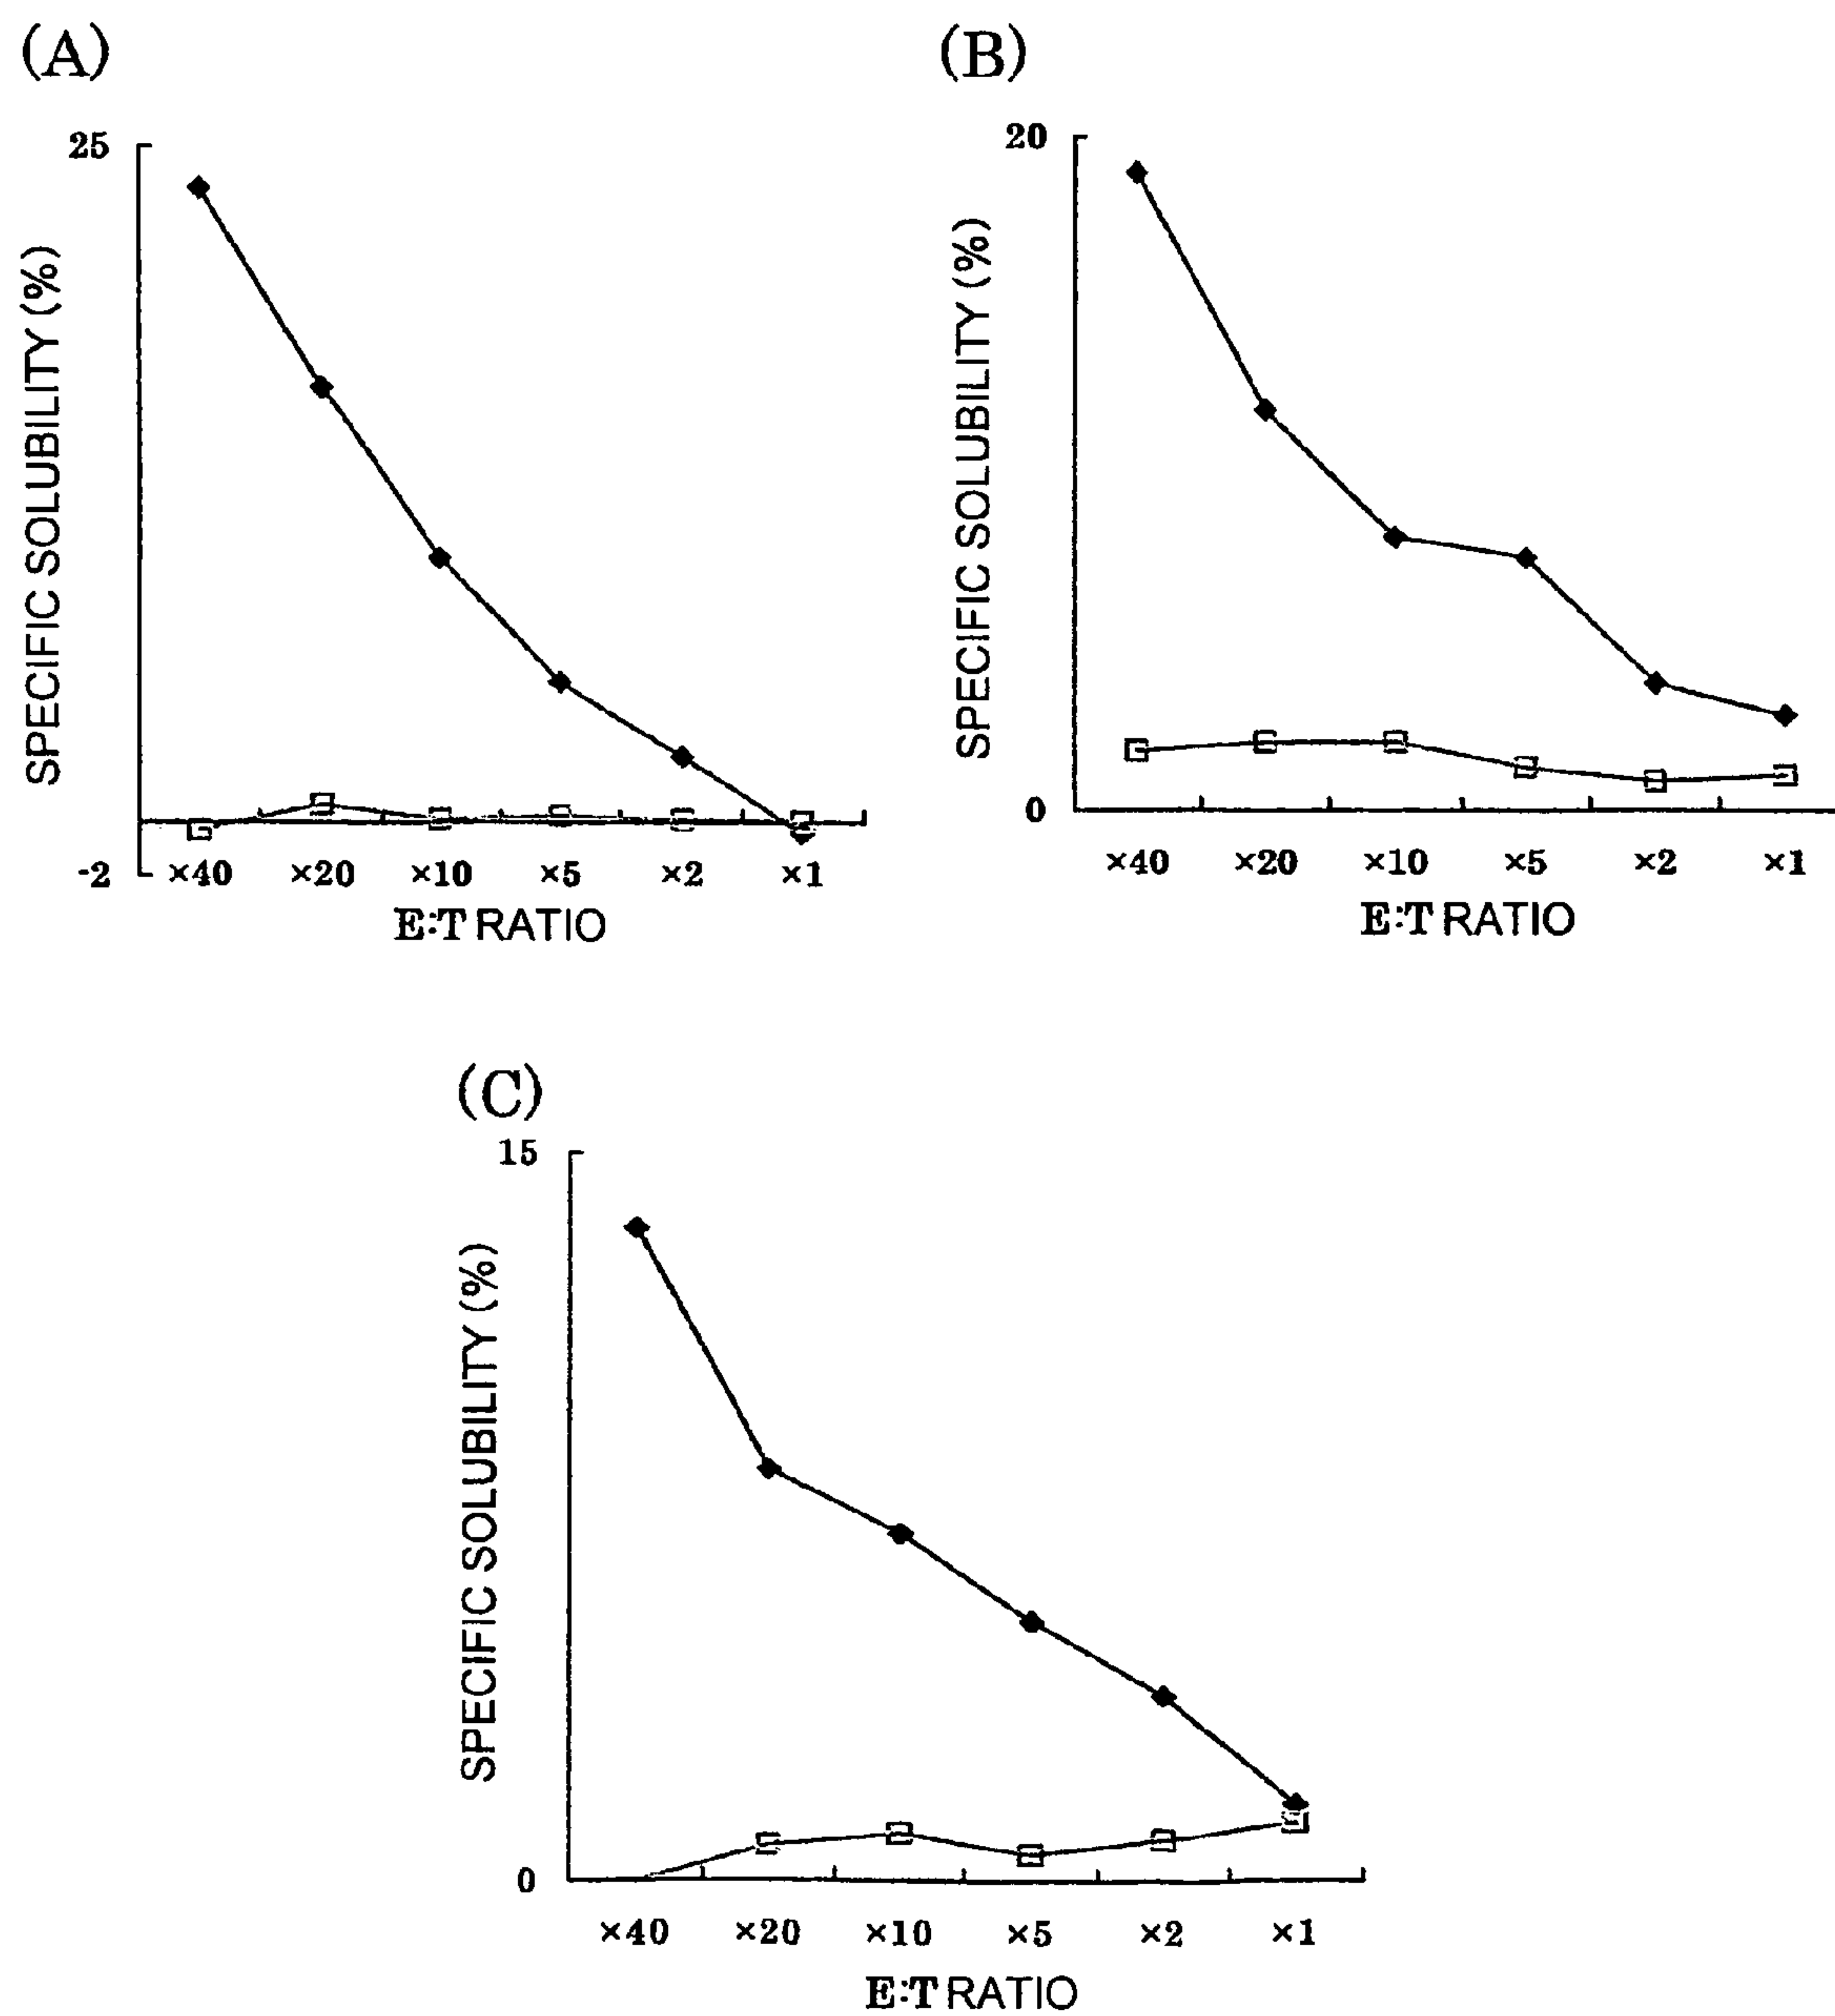 (A)
25
SPECIFIC SOLUBILITY (%)
-2
×40 ×20 ×10 ×5 ×2 ×1
E:T RATIO
(B)
20
SPECIFIC SOLUBILITY (%)
0
×40 ×20 ×10 ×5 ×2 ×1
E:T RATIO
(C)
15
SPECIFIC SOLUBILITY (%)
0
×40 ×20 ×10 ×5 ×2 ×1
E:T RATIO